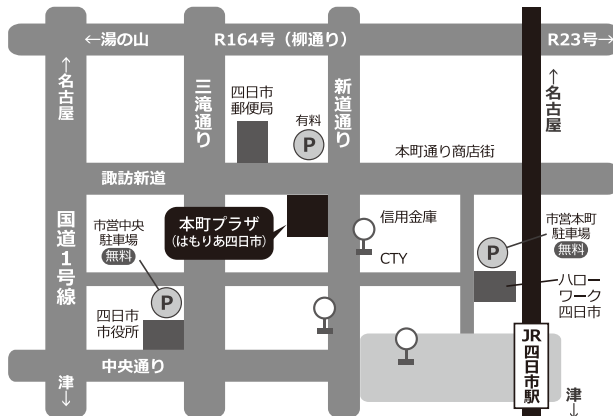 ←湯の山
R164号（柳通り）
R23号→
←名古屋
三滝通り
四日市
郵便局
有料
P
新道通り
←名古屋
本町通り商店街
諏訪新道
国道1号線
市営中央
駐車場
無料
本町プラザ
(はもりあ四日市)
信用金庫
CTY
市営本町
駐車場
無料
P
P
四日市
市役所
ハロー
ワーク
四日市
中央通り
JR四日市駅
津→
津→